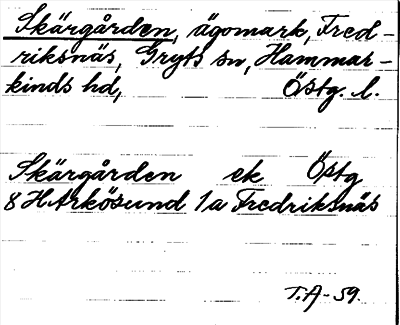 Skärgården, ägomark, Fred-
riksnäs, Gryts sn, Hammar-
kinds hd, Östg. l.
Skärgården ek Östg
8 H Arkösund 1a Fredriksnäs
T.A-59.